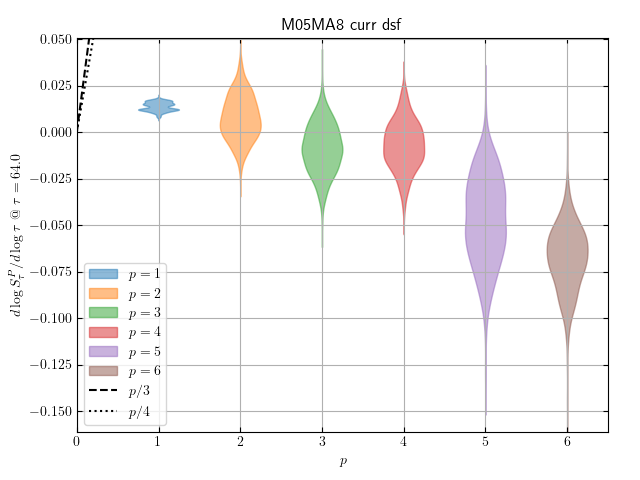 M05MA8 curr dsf
0.050
0.025
0.000
−0.025
−0.050
−0.075
−0.100
−0.125
−0.150
d log S_τ^P / d log τ @ τ = 64.0
p = 1
p = 2
p = 3
p = 4
p = 5
p = 6
p/3
p/4
0 1 2 3 4 5 6
p